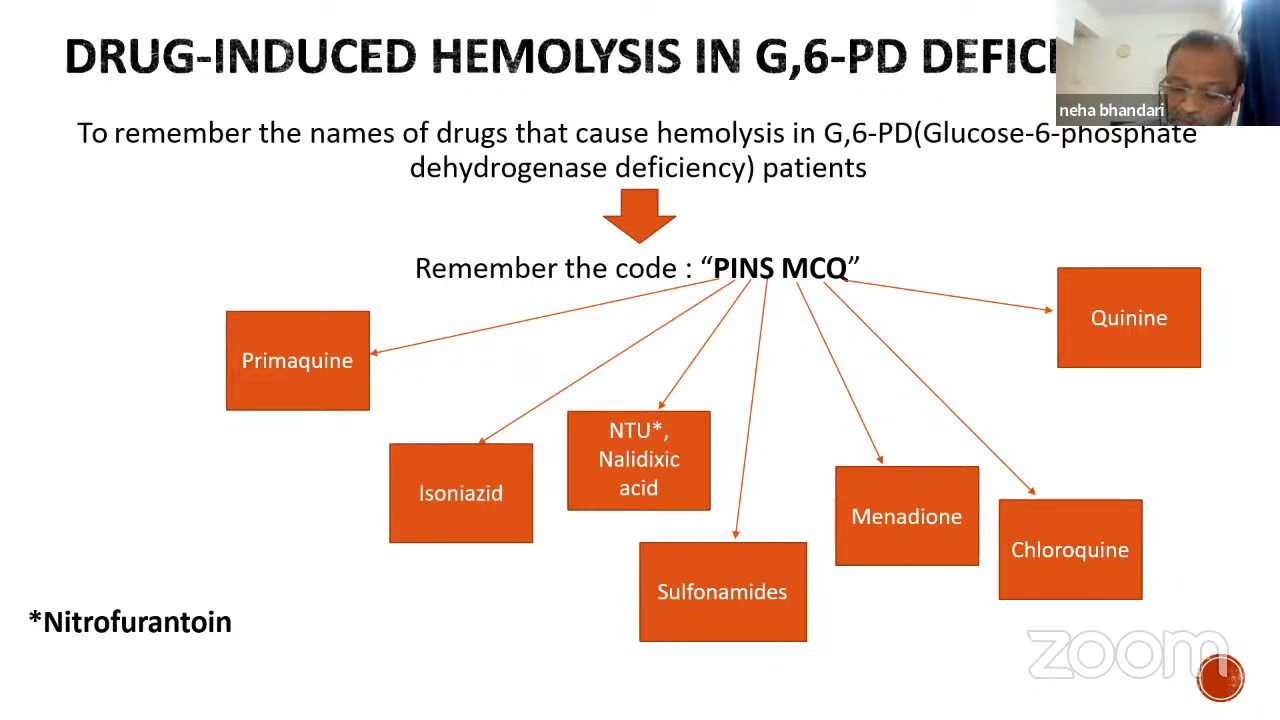 DRUG-INDUCED HEMOLYSIS IN G,6-PD
neha bhandari
To remember the names of drugs that cause hemolysis in G,6-PD(Glucose-6-phosphate
dehydrogenase deficiency) patients
Remember the code : “PINS MCQ”
Quinine
Primaquine
NTU*,
Nalidixic
acid
Isoniazid
Menadione
Chloroquine
Sulfonamides
*Nitrofurantoin
zoom